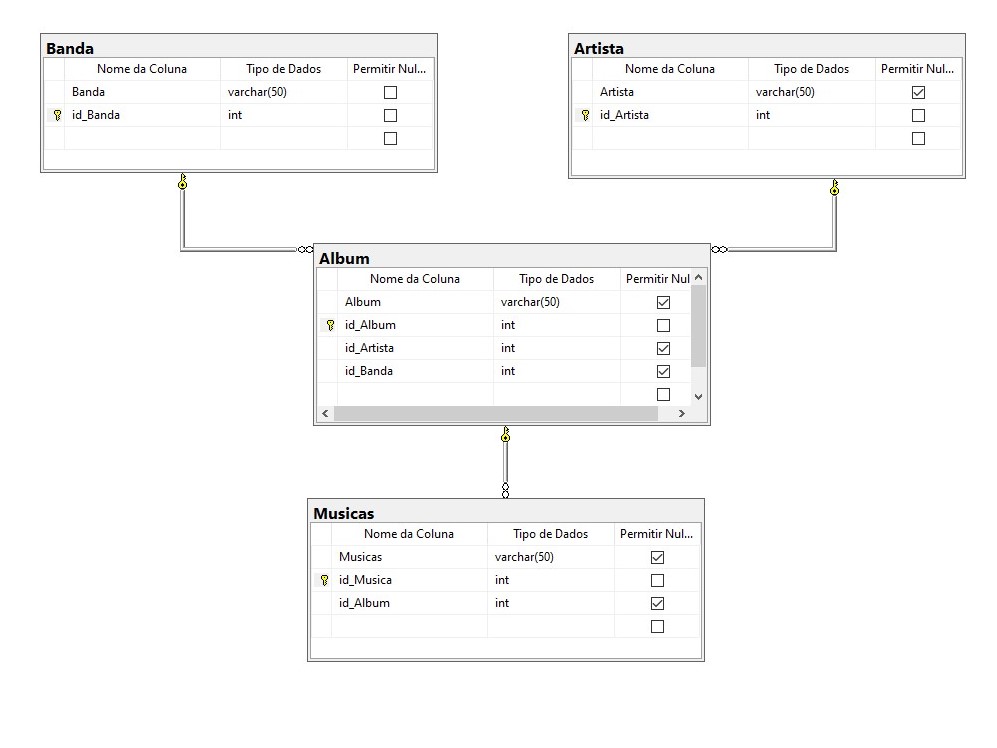 Banda
Nome da Coluna Tipo de Dados Permitir Nul...
Banda varchar(50)
id_Banda int
Artista
Nome da Coluna Tipo de Dados Permitir Nul...
Artista varchar(50)
id_Artista int
Album
Nome da Coluna Tipo de Dados Permitir Nul
Album varchar(50)
id_Album int
id_Artista int
id_Banda int
Musicas
Nome da Coluna Tipo de Dados Permitir Nul...
Musicas varchar(50)
id_Musica int
id_Album int